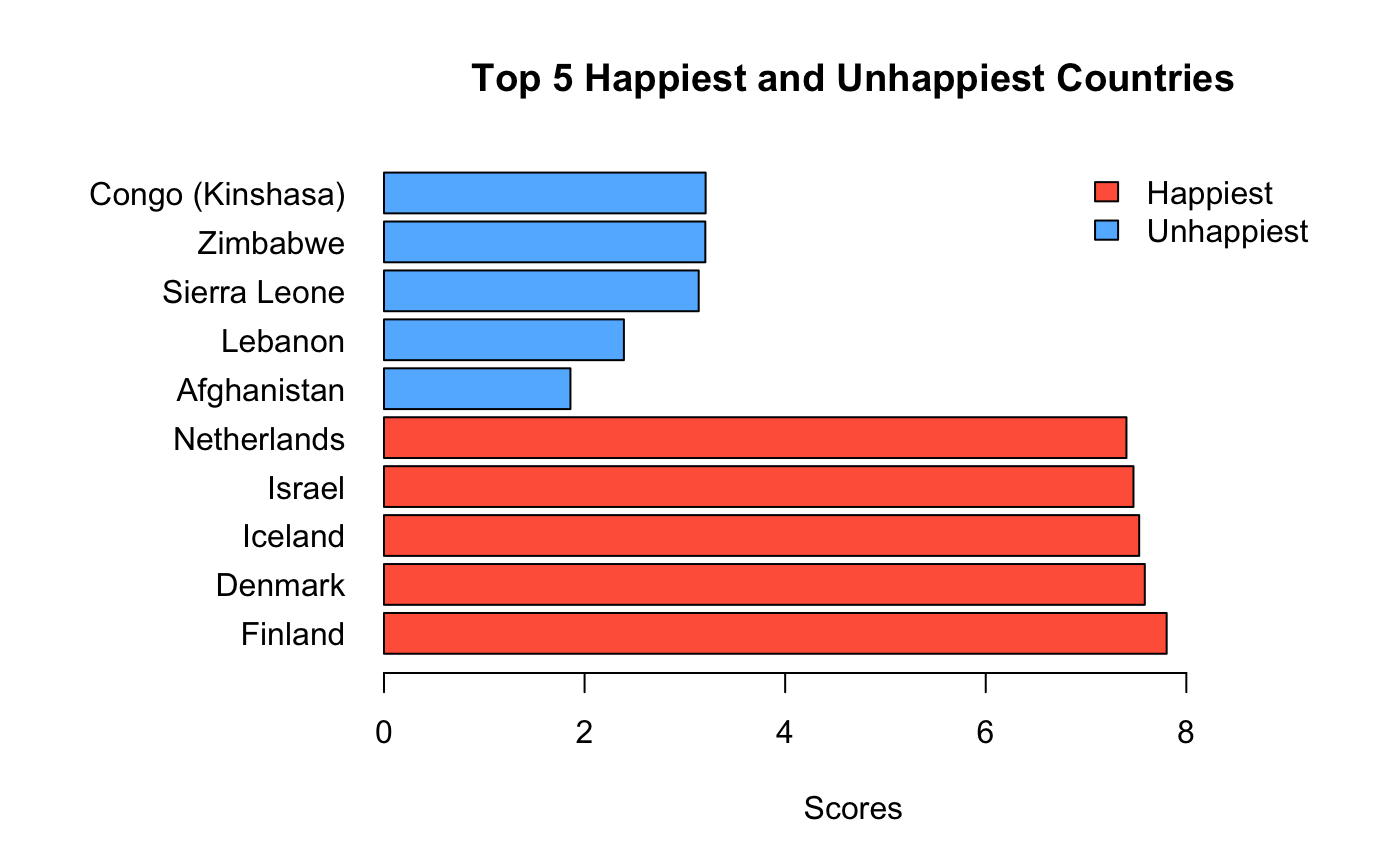 Top 5 Happiest and Unhappiest Countries
Happiest
Unhappiest
Congo (Kinshasa)
Zimbabwe
Sierra Leone
Lebanon
Afghanistan
Netherlands
Israel
Iceland
Denmark
Finland
0 2 4 6 8
Scores